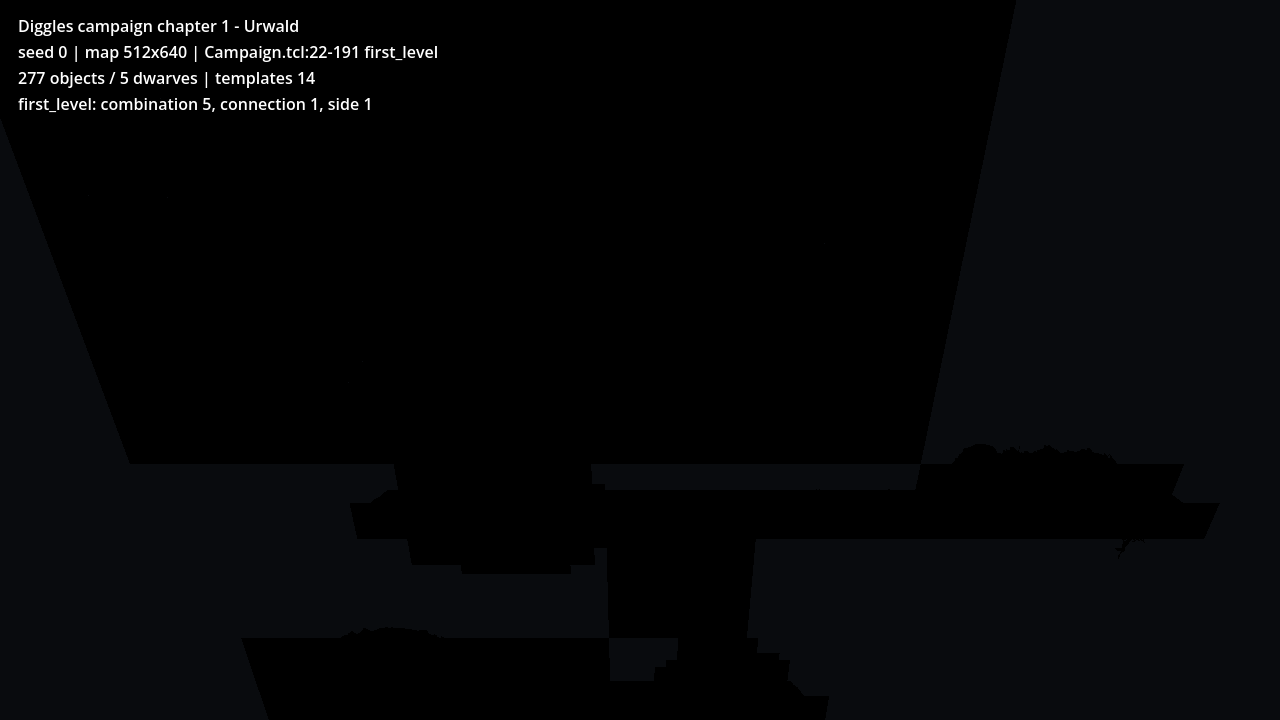 Diggles campaign chapter 1 - Urwald
seed 0 | map 512x640 | Campaign.tcl:22-191 first_level
277 objects / 5 dwarves | templates 14
first_level: combination 5, connection 1, side 1